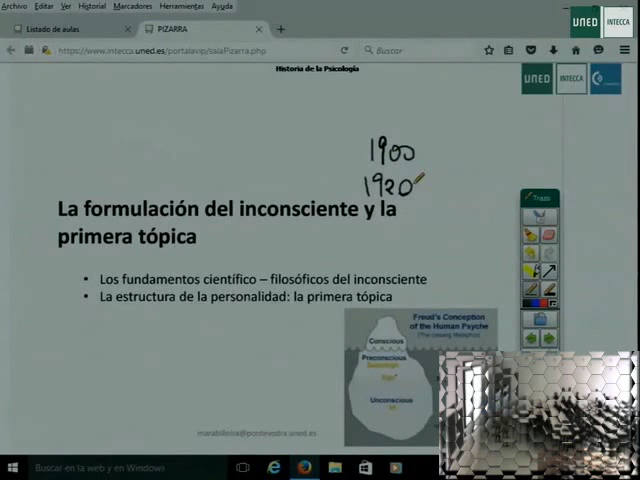 Archivo Editar Ver Historial Marcadores Herramientas Ayuda
UNED INTECCA
Listado de aulas
PIZARRA
https://www.intecca.uned.es/portalavip/salaPizarra.php
Buscar
Historia de la Psicología
UNED INTECCA
1900
1920
La formulación del inconsciente y la
primera tópica
Trazo
• Los fundamentos científico – filosóficos del inconsciente
• La estructura de la personalidad: la primera tópica
Freud's Conception
of the Human Psyche
Conscious
Preconscious
Unconscious
Buscar en la web y en Windows